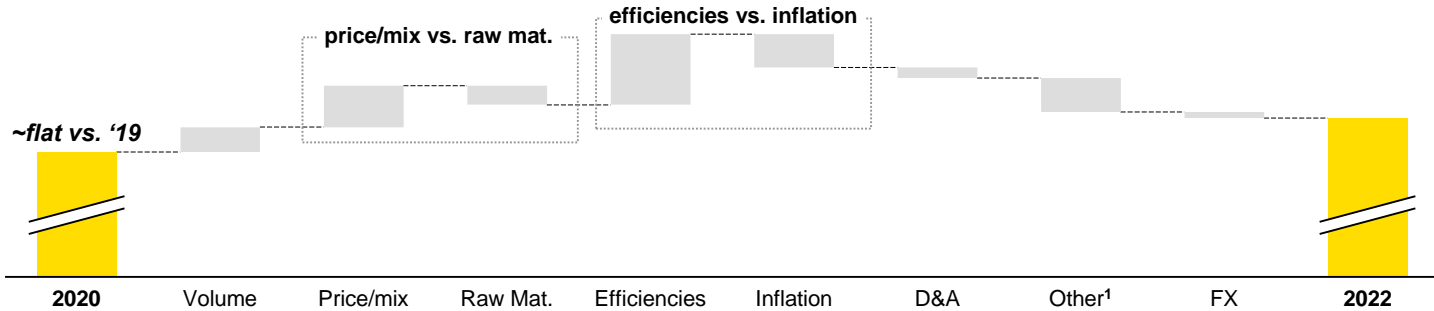 efficiencies vs. inflation
price/mix vs. raw mat.
~flat vs. ‘19
2020 Volume Price/mix Raw Mat. Efficiencies Inflation D&A Other¹ FX 2022